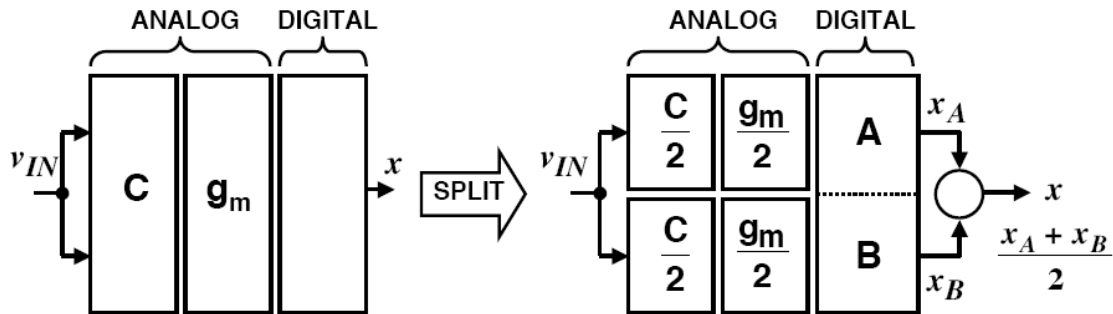 ANALOG DIGITAL
v_IN
C
g_m
x
SPLIT
ANALOG DIGITAL
v_IN
C/2
g_m/2
A
x_A
C/2
g_m/2
B
x_B
x
x_A + x_B
2